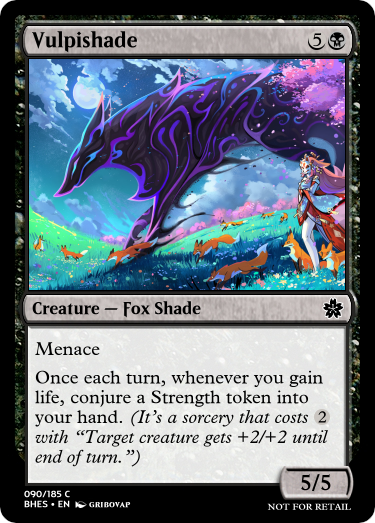 Vulpishade 5
Creature — Fox Shade
Menace
Once each turn, whenever you gain
life, conjure a Strength token into
your hand. (It's a sorcery that costs 2
with “Target creature gets +2/+2 until
end of turn.”)
5/5
090/185 C
BHES • EN GRIBOVAP
NOT FOR RETAIL